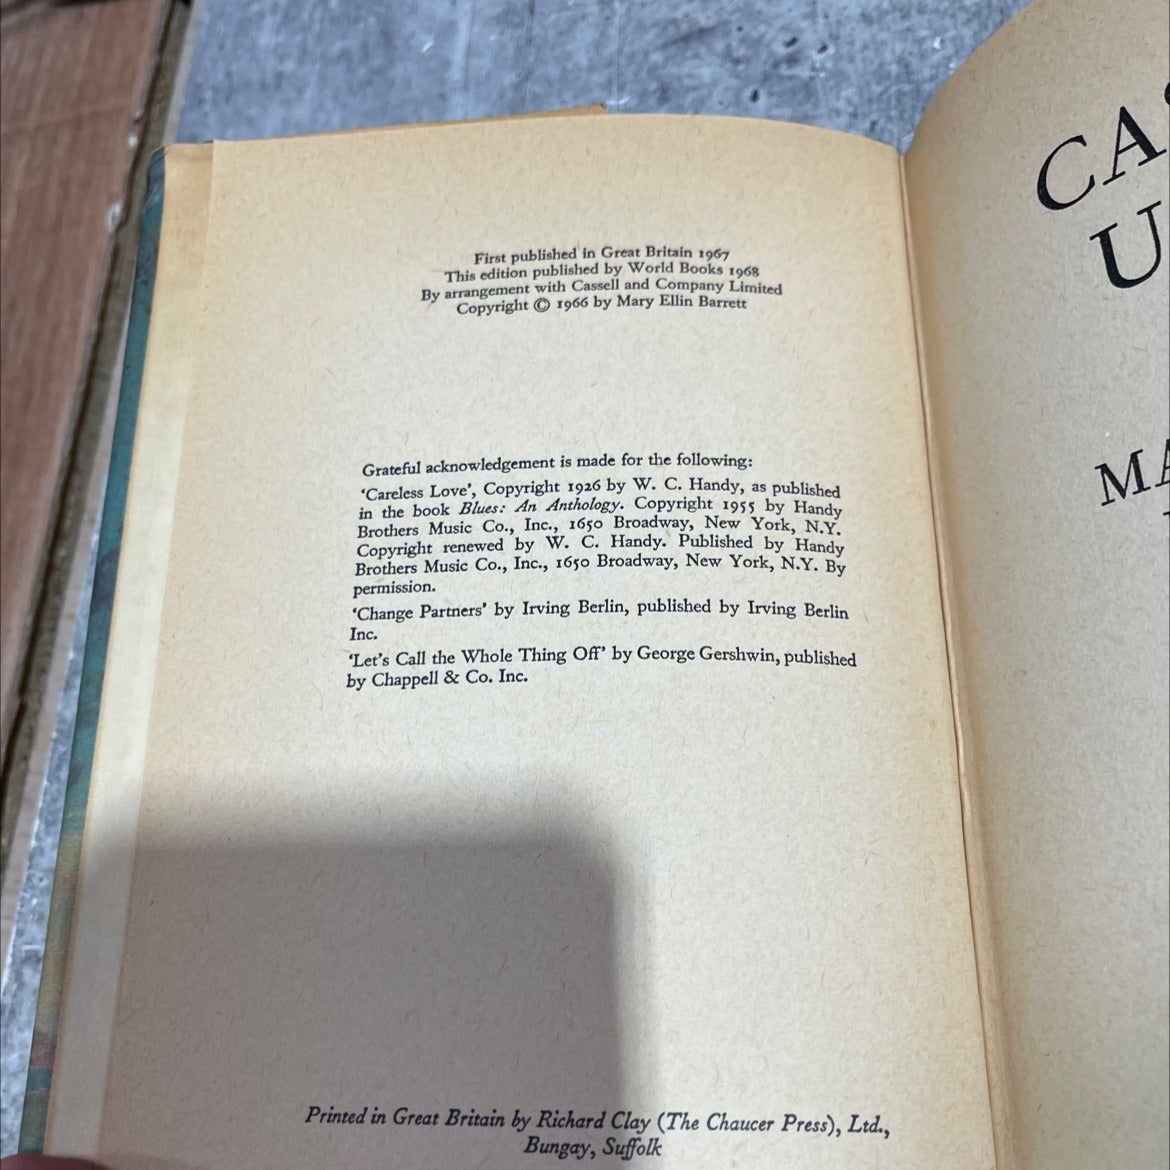 First published in Great Britain 1967
This edition published by World Books 1968
By arrangement with Cassell and Company Limited
Copyright © 1966 by Mary Ellin Barrett
Grateful acknowledgement is made for the following:
'Careless Love', Copyright 1926 by W. C. Handy, as published
in the book Blues: An Anthology. Copyright 1955 by Handy
Brothers Music Co., Inc., 1650 Broadway, New York, N.Y.
Copyright renewed by W. C. Handy. Published by Handy
Brothers Music Co., Inc., 1650 Broadway, New York, N.Y. By
permission.
'Change Partners' by Irving Berlin, published by Irving Berlin
Inc.
'Let's Call the Whole Thing Off' by George Gershwin, published
by Chappell & Co. Inc.
Printed in Great Britain by Richard Clay (The Chaucer Press), Ltd.,
Bungay, Suffolk
CAS
U
MA